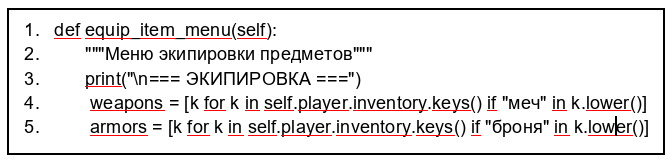 1. def equip_item_menu(self):
2. """Меню экипировки предметов"""
3. print("\n=== ЭКИПИРОВКА ===")
4. weapons = [k for k in self.player.inventory.keys() if "меч" in k.lower()]
5. armors = [k for k in self.player.inventory.keys() if "броня" in k.lower()]